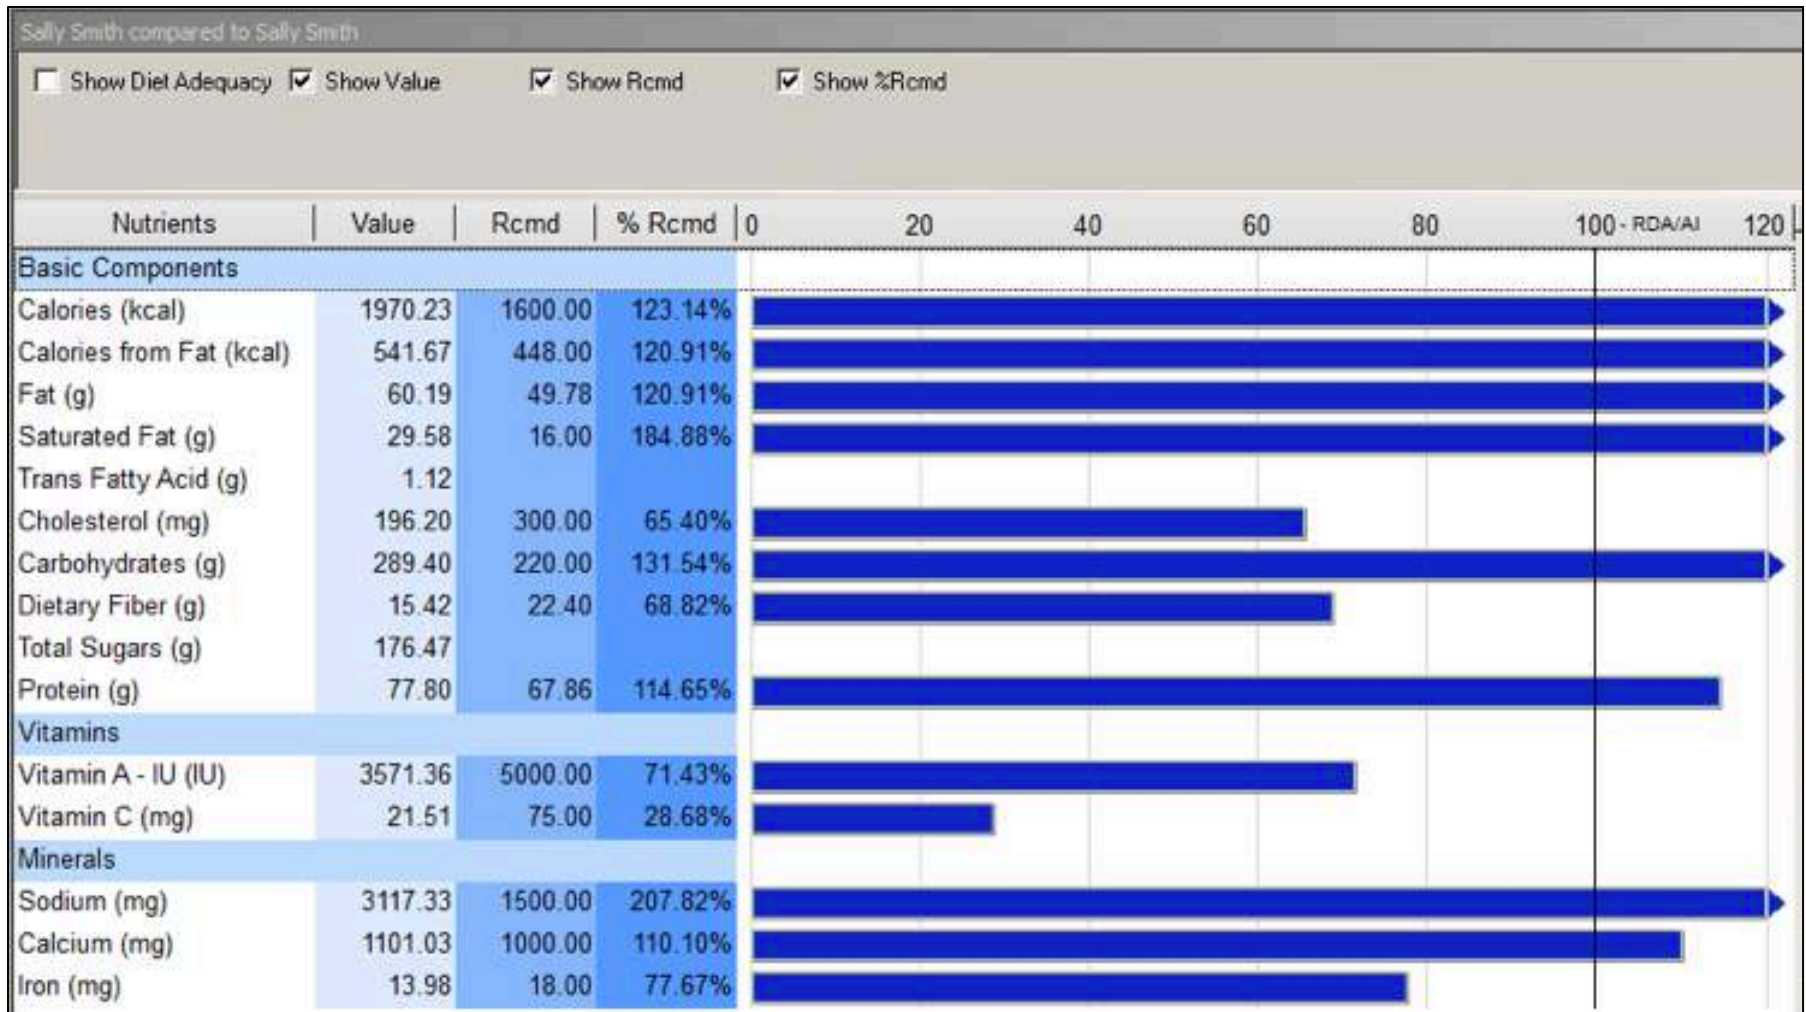 Sally Smith compared to Sally Smith
Show Diet Adequacy Show Value Show Rcmd Show %Rcmd
Nutrients Value Rcmd % Rcmd 0 20 40 60 80 100 - RDA/AI 120
Basic Components
Calories (kcal) 1970.23 1600.00 123.14%
Calories from Fat (kcal) 541.67 448.00 120.91%
Fat (g) 60.19 49.78 120.91%
Saturated Fat (g) 29.58 16.00 184.88%
Trans Fatty Acid (g) 1.12
Cholesterol (mg) 196.20 300.00 65.40%
Carbohydrates (g) 289.40 220.00 131.54%
Dietary Fiber (g) 15.42 22.40 68.82%
Total Sugars (g) 176.47
Protein (g) 77.80 67.86 114.65%
Vitamins
Vitamin A - IU (IU) 3571.36 5000.00 71.43%
Vitamin C (mg) 21.51 75.00 28.68%
Minerals
Sodium (mg) 3117.33 1500.00 207.82%
Calcium (mg) 1101.03 1000.00 110.10%
Iron (mg) 13.98 18.00 77.67%